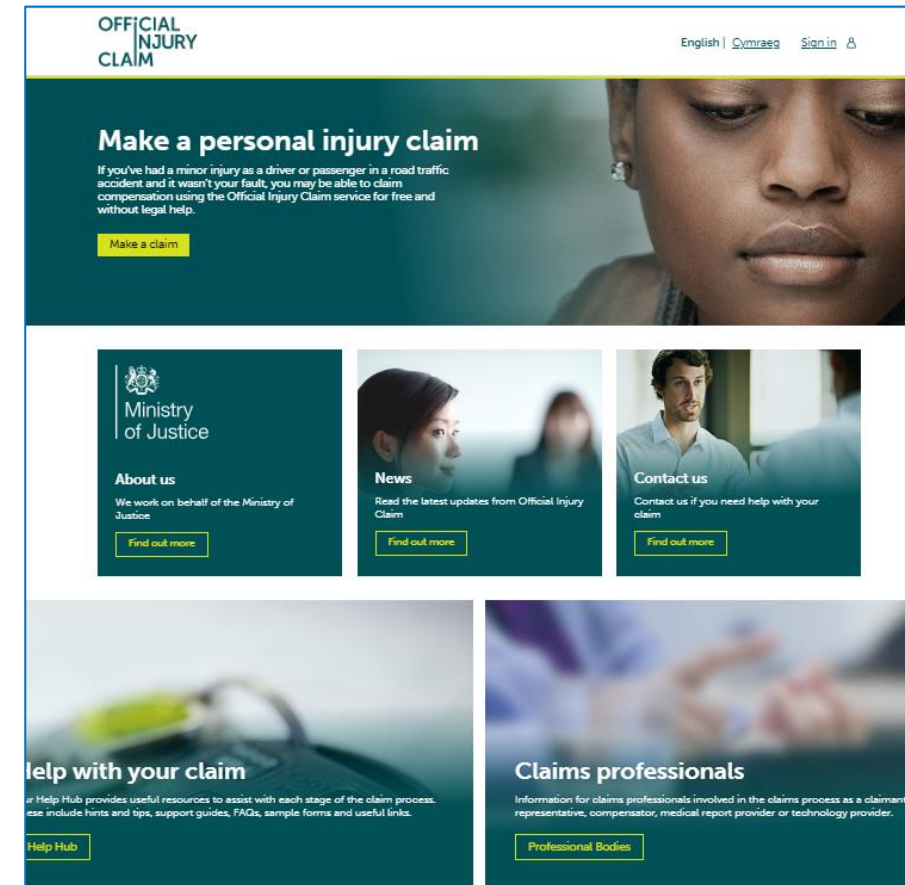 OFFICIAL
INJURY
CLAIM
English | Cymraeg Sign in
Make a personal injury claim
If you've had a minor injury as a driver or passenger in a road traffic
accident and it wasn't your fault, you may be able to claim
compensation using the Official Injury Claim service for free and
without legal help.
Make a claim
Ministry
of Justice
About us
We work on behalf of the Ministry of
Justice
Find out more
News
Read the latest updates from Official Injury
Claim
Find out more
Contact us
Contact us if you need help with your
claim
Find out more
elp with your claim
r Help Hub provides useful resources to assist with each stage of the claim process.
ese include hints and tips, support guides, FAQs, sample forms and useful links.
Help Hub
Claims professionals
Information for claims professionals involved in the claims process as a claimant
representative, compensator, medical report provider or technology provider.
Professional Bodies